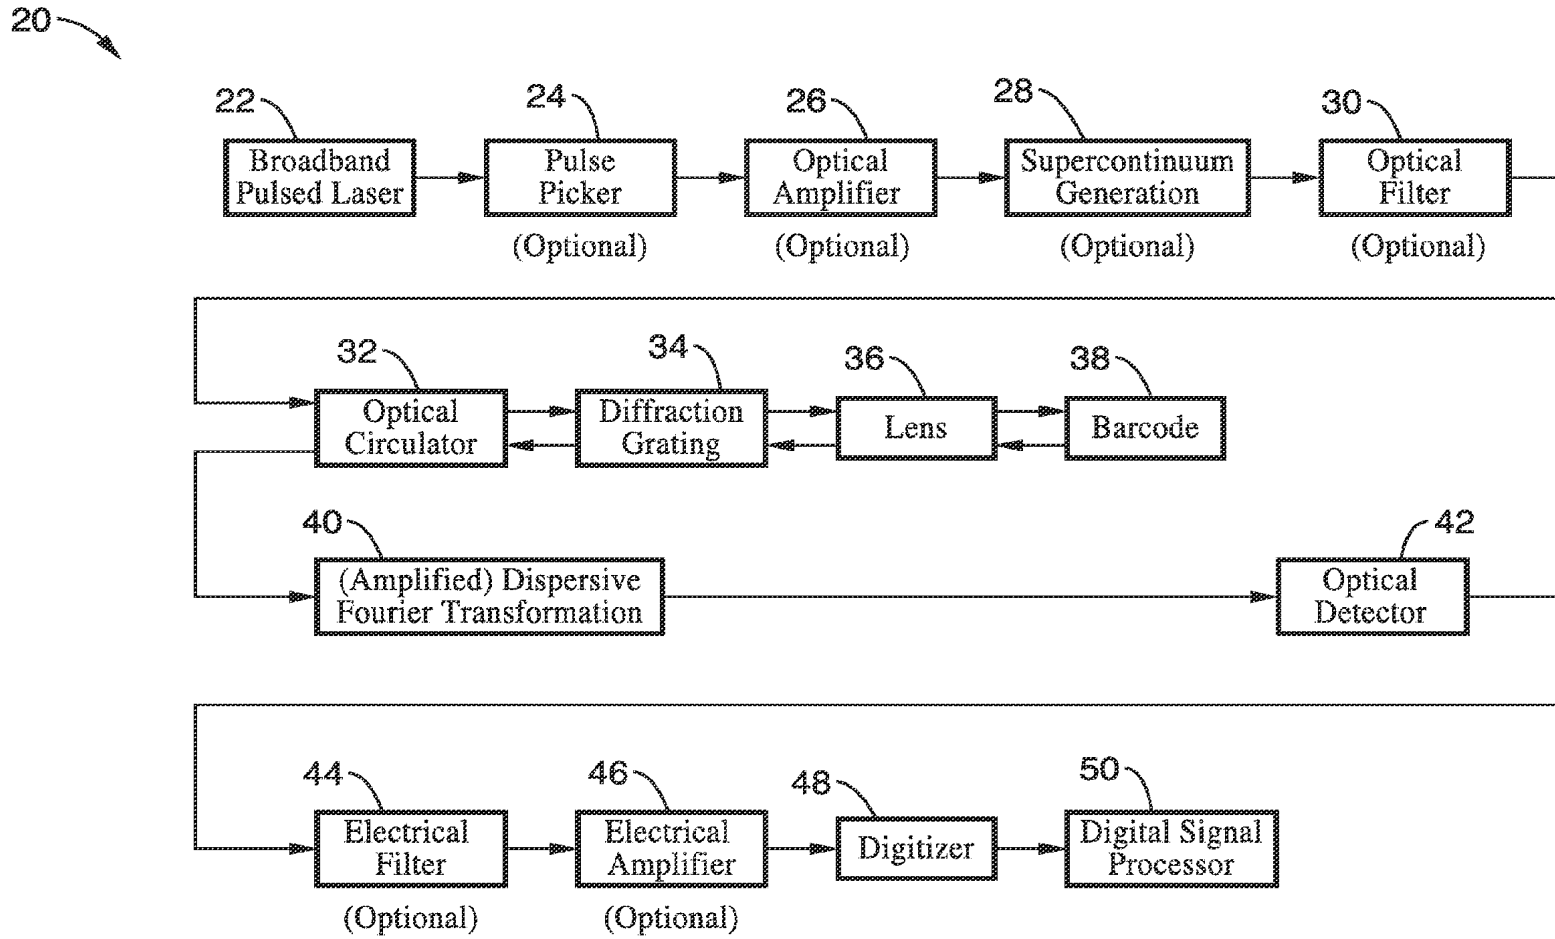 20
22
24
26
28
30
Broadband
Pulsed Laser
Pulse
Picker
(Optional)
Optical
Amplifier
(Optional)
Supercontinuum
Generation
(Optional)
Optical
Filter
(Optional)
32
34
36
38
Optical
Circulator
Diffraction
Grating
Lens
Barcode
40
42
(Amplified) Dispersive
Fourier Transformation
Optical
Detector
44
46
48
50
Electrical
Filter
(Optional)
Electrical
Amplifier
(Optional)
Digitizer
Digital Signal
Processor